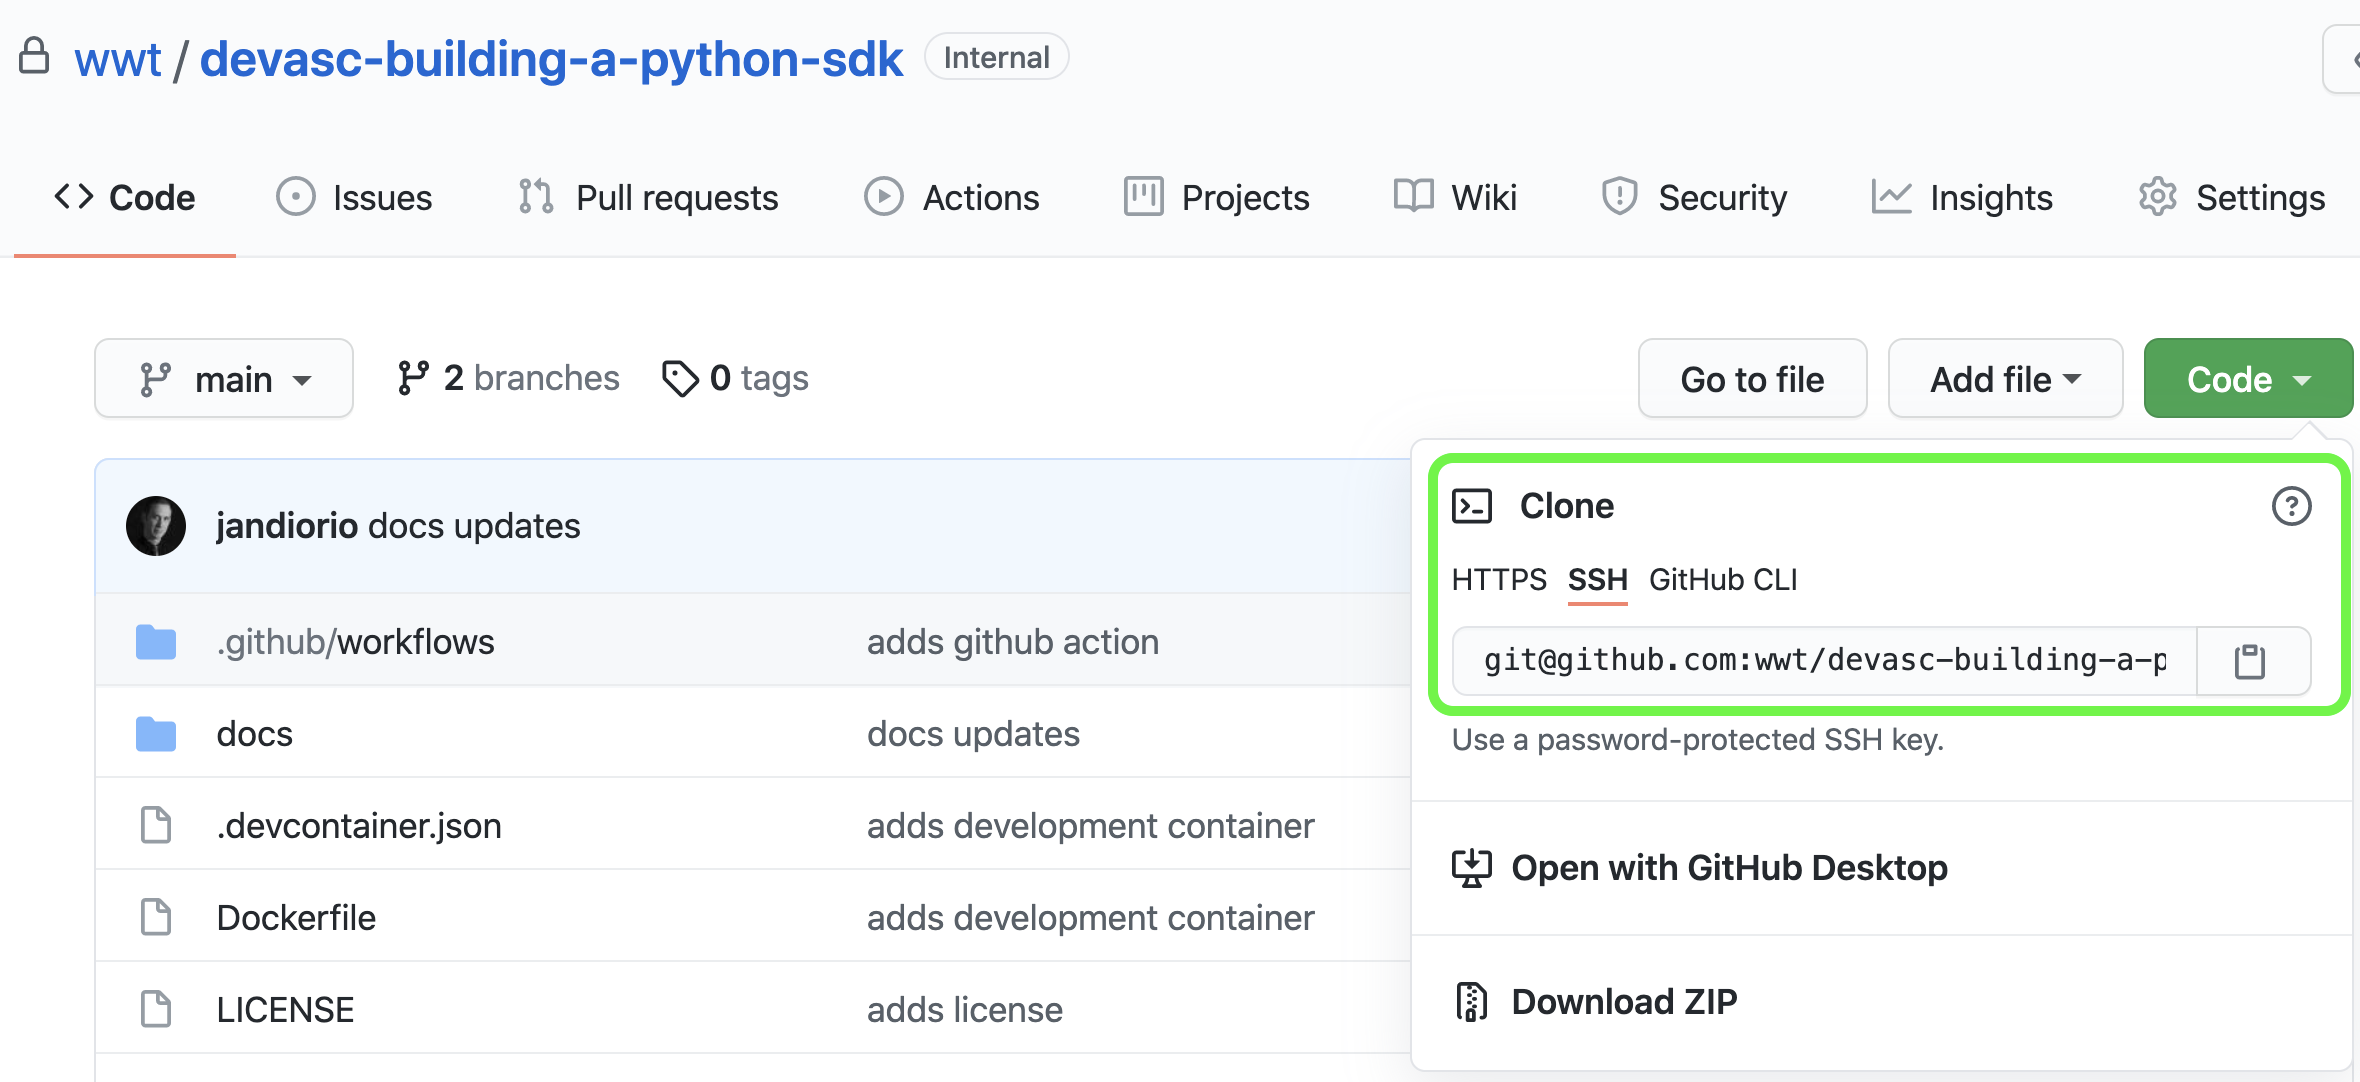 wwt / devasc-building-a-python-sdk Internal
Code Issues Pull requests Actions Projects Wiki Security Insights Settings
main 2 branches 0 tags Go to file Add file Code
jandiorio docs updates
.github/workflows adds github action
docs docs updates
.devcontainer.json adds development container
Dockerfile adds development container
LICENSE adds license
Clone
HTTPS SSH GitHub CLI
git@github.com:wwt/devasc-building-a-p
Use a password-protected SSH key.
Open with GitHub Desktop
Download ZIP